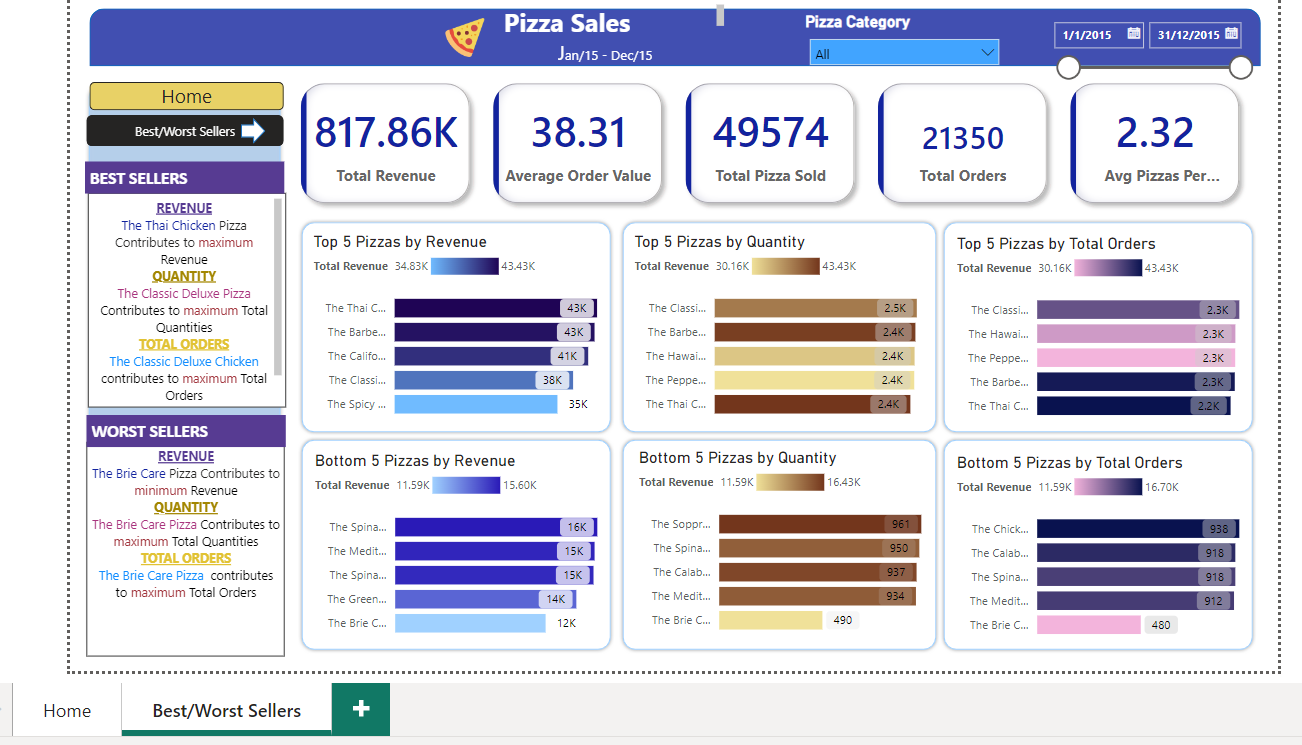 Pizza Sales
Jan/15 - Dec/15
Pizza Category
All
1/1/2015
31/12/2015
Home
Best/Worst Sellers
BEST SELLERS
REVENUE
The Thai Chicken Pizza
Contributes to maximum
Revenue
QUANTITY
The Classic Deluxe Pizza
Contributes to maximum Total
Quantities
TOTAL ORDERS
The Classic Deluxe Chicken
contributes to maximum Total
Orders
WORST SELLERS
REVENUE
The Brie Care Pizza Contributes to
minimum Revenue
QUANTITY
The Brie Care Pizza Contributes to
maximum Total Quantities
TOTAL ORDERS
The Brie Care Pizza contributes
to maximum Total Orders
817.86K
Total Revenue
38.31
Average Order Value
49574
Total Pizza Sold
21350
Total Orders
2.32
Avg Pizzas Per...
Top 5 Pizzas by Revenue
Total Revenue 34.83K 43.43K
The Thai C... 43K
The Barbe... 43K
The Califo... 41K
The Classi... 38K
The Spicy ... 35K
Top 5 Pizzas by Quantity
Total Revenue 30.16K 43.43K
The Classi... 2.5K
The Barbe... 2.4K
The Hawai... 2.4K
The Peppe... 2.4K
The Thai C... 2.4K
Top 5 Pizzas by Total Orders
Total Revenue 30.16K 43.43K
The Classi... 2.3K
The Hawai... 2.3K
The Peppe... 2.3K
The Barbe... 2.3K
The Thai C... 2.2K
Bottom 5 Pizzas by Revenue
Total Revenue 11.59K 15.60K
The Spina... 16K
The Medit... 15K
The Spina... 15K
The Green... 14K
The Brie C... 12K
Bottom 5 Pizzas by Quantity
Total Revenue 11.59K 16.43K
The Soppr... 961
The Spina... 950
The Calab... 937
The Medit... 934
The Brie C... 490
Bottom 5 Pizzas by Total Orders
Total Revenue 11.59K 16.70K
The Chick... 938
The Calab... 918
The Spina... 918
The Medit... 912
The Brie C... 480
Home
Best/Worst Sellers
+